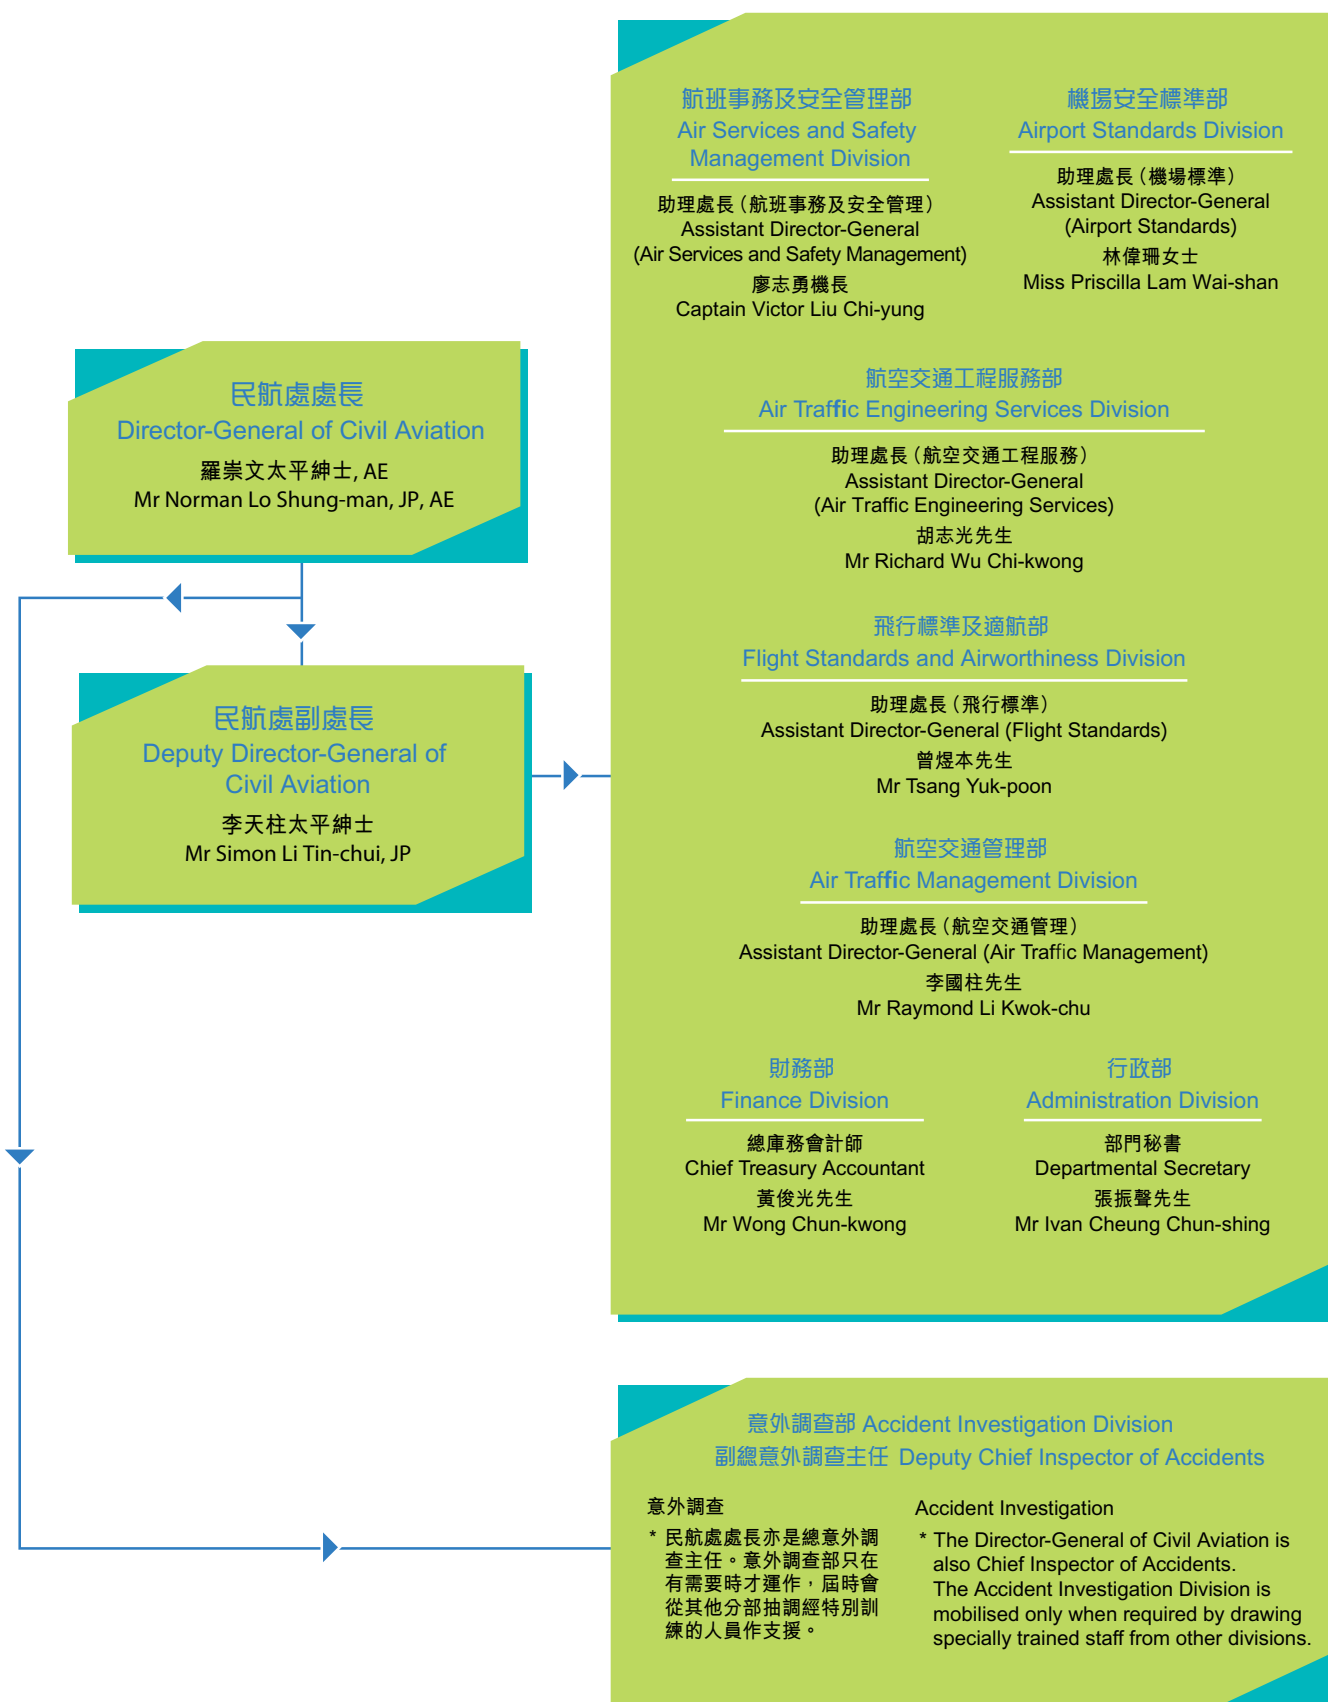 航班事務及安全管理部
Air Services and Safety
Management Division
助理處長（航班事務及安全管理）
Assistant Director-General
(Air Services and Safety Management)
廖志勇機長
Captain Victor Liu Chi-yung
機場安全標準部
Airport Standards Division
助理處長（機場標準）
Assistant Director-General
(Airport Standards)
林偉珊女士
Miss Priscilla Lam Wai-shan
民航處處長
Director-General of Civil Aviation
羅崇文太平紳士, AE
Mr Norman Lo Shung-man, JP, AE
航空交通工程服務部
Air Traffic Engineering Services Division
助理處長（航空交通工程服務）
Assistant Director-General
(Air Traffic Engineering Services)
胡志光先生
Mr Richard Wu Chi-kwong
飛行標準及適航部
Flight Standards and Airworthiness Division
助理處長（飛行標準）
Assistant Director-General (Flight Standards)
曾煜本先生
Mr Tsang Yuk-poon
民航處副處長
Deputy Director-General of
Civil Aviation
李天柱太平紳士
Mr Simon Li Tin-chui, JP
航空交通管理部
Air Traffic Management Division
助理處長（航空交通管理）
Assistant Director-General (Air Traffic Management)
李國柱先生
Mr Raymond Li Kwok-chu
財務部
Finance Division
總庫務會計師
Chief Treasury Accountant
黃俊光先生
Mr Wong Chun-kwong
行政部
Administration Division
部門秘書
Departmental Secretary
張振聲先生
Mr Ivan Cheung Chun-shing
意外調查部 Accident Investigation Division
副總意外調查主任 Deputy Chief Inspector of Accidents
意外調查
* 民航處處長亦是總意外調
查主任。意外調查部只在
有需要時才運作，屆時會
從其他分部抽調經特別訓
練的人員作支援。
Accident Investigation
* The Director-General of Civil Aviation is
also Chief Inspector of Accidents.
The Accident Investigation Division is
mobilised only when required by drawing
specially trained staff from other divisions.